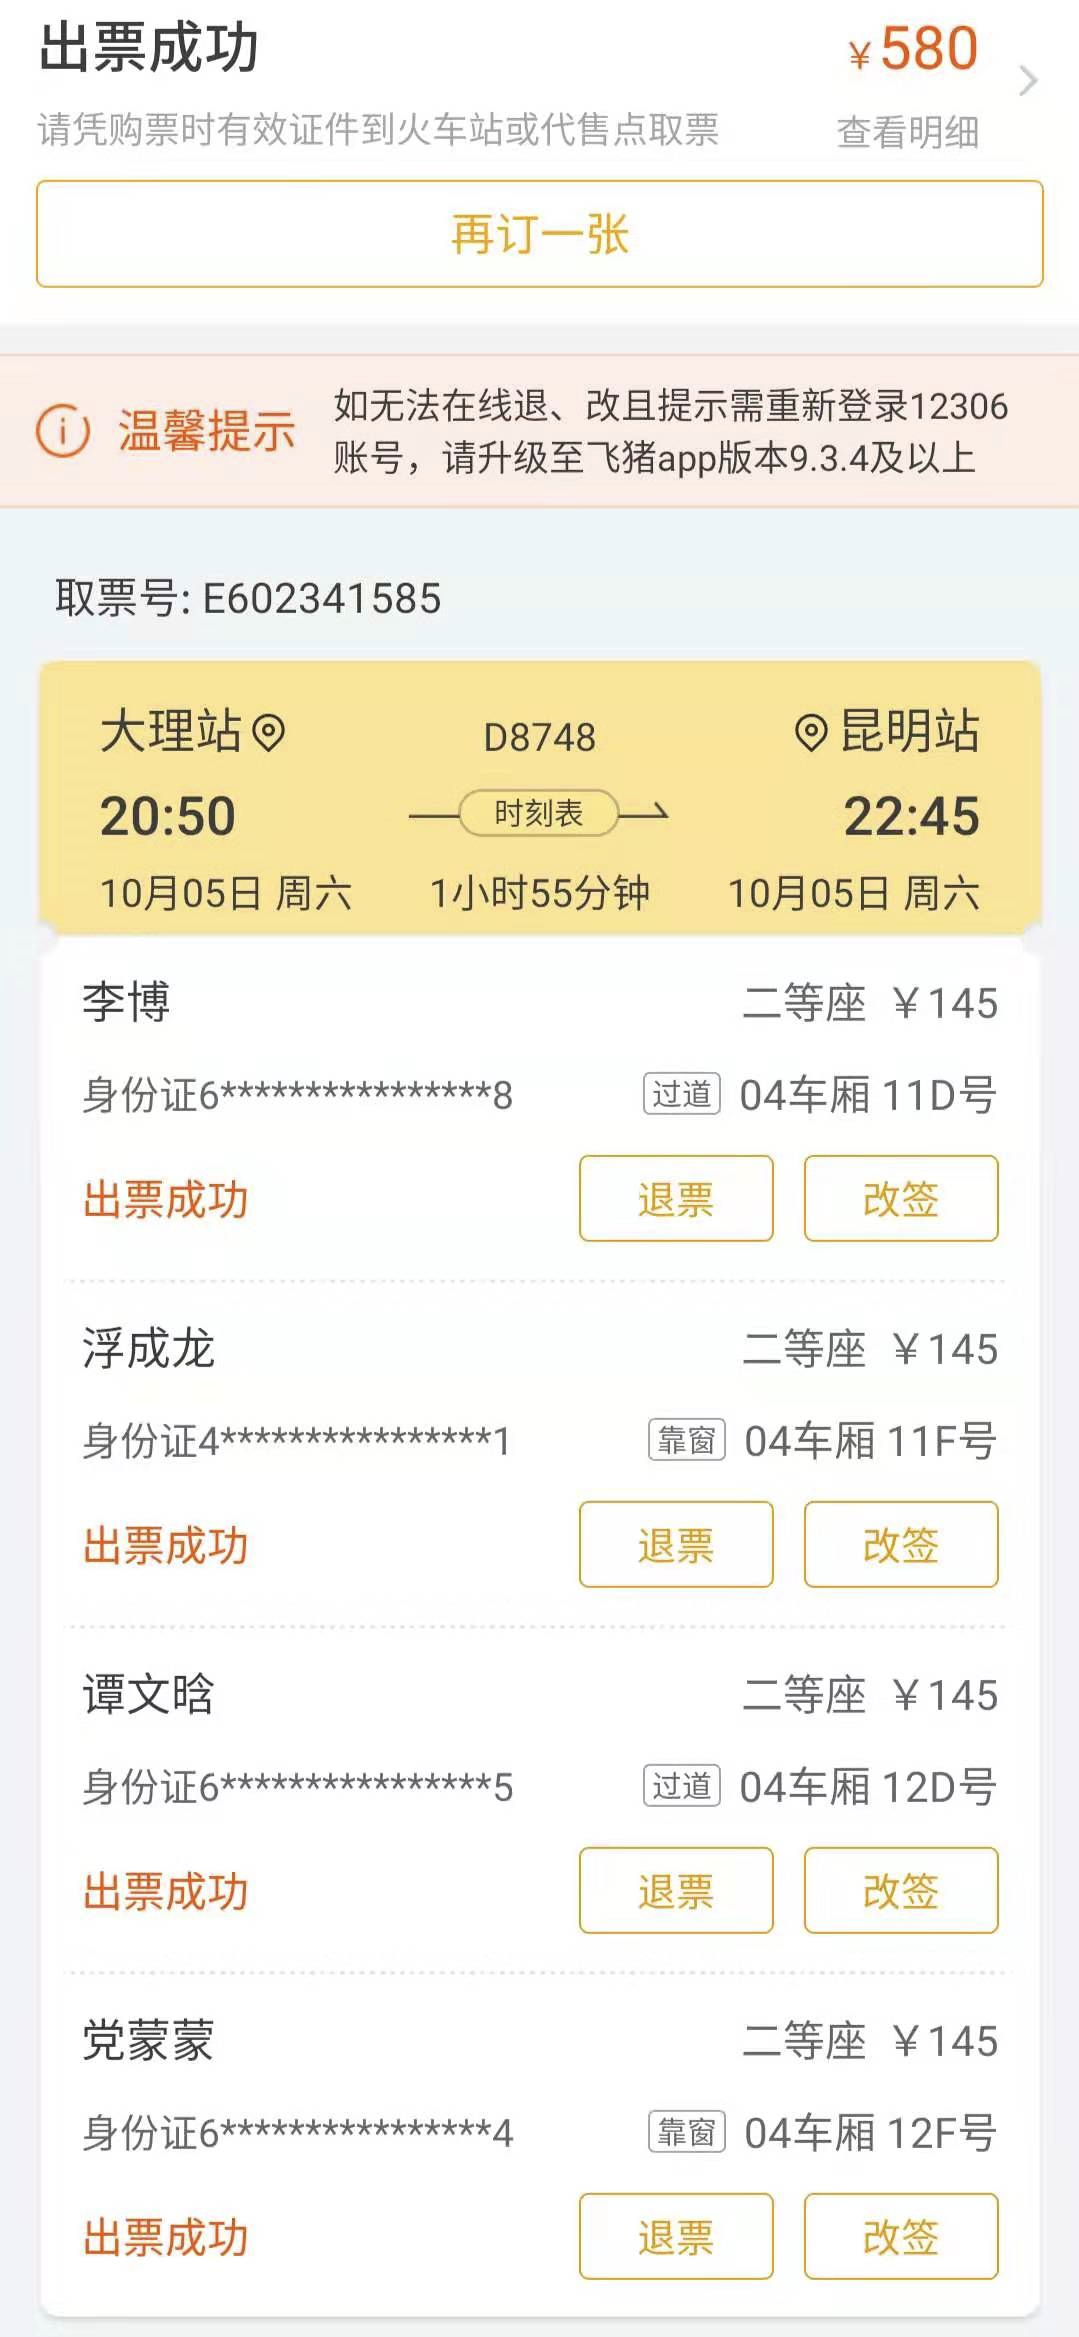 出票成功
￥580
请凭购票时有效证件到火车站或代售点取票
查看明细
再订一张
温馨提示
如无法在线退、改且提示需重新登录12306
账号，请升级至飞猪app版本9.3.4及以上
取票号: E602341585
大理站 D8748 昆明站
20:50 时刻表 22:45
10月05日 周六 1小时55分钟 10月05日 周六
李博 二等座 ￥145
身份证6****************8 过道 04车厢 11D号
出票成功 退票 改签
浮成龙 二等座 ￥145
身份证4****************1 靠窗 04车厢 11F号
出票成功 退票 改签
谭文晗 二等座 ￥145
身份证6****************5 过道 04车厢 12D号
出票成功 退票 改签
党蒙蒙 二等座 ￥145
身份证6****************4 靠窗 04车厢 12F号
出票成功 退票 改签